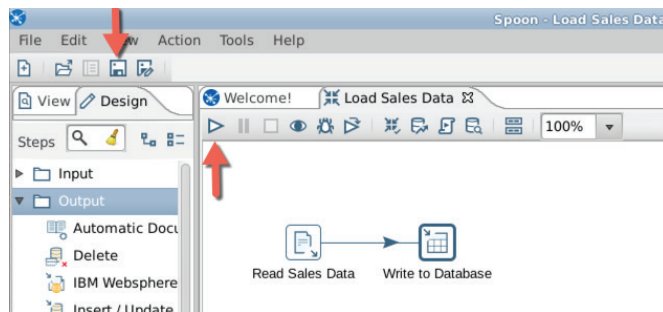 Spoon - Load Sales Data
File Edit Action Tools Help
View Design Welcome! Load Sales Data
Steps 100%
Input
Output
Automatic Docu
Delete
IBM Websphere
Insert / Update
Read Sales Data Write to Database